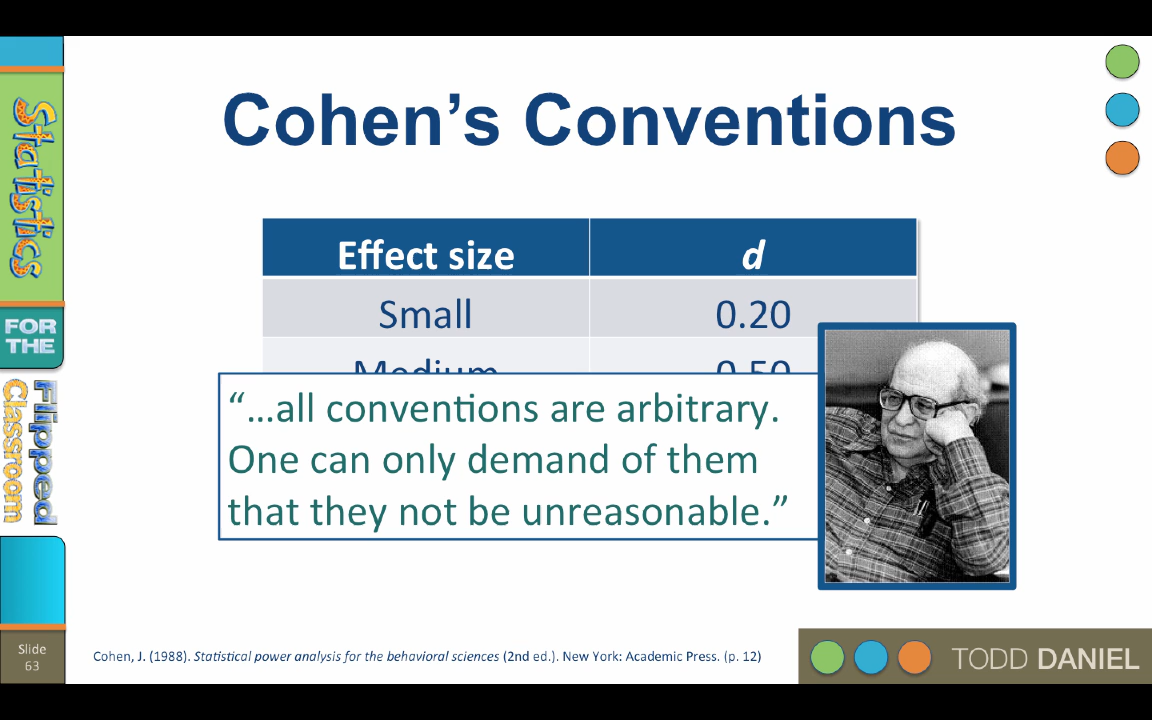 Statistics
FOR
THE
Flipped
Classroom
Slide
63
Cohen’s Conventions
Effect size d
Small 0.20
Medium 0.50
“…all conventions are arbitrary.
One can only demand of them
that they not be unreasonable.”
Cohen, J. (1988). Statistical power analysis for the behavioral sciences (2nd ed.). New York: Academic Press. (p. 12)
TODD DANIEL